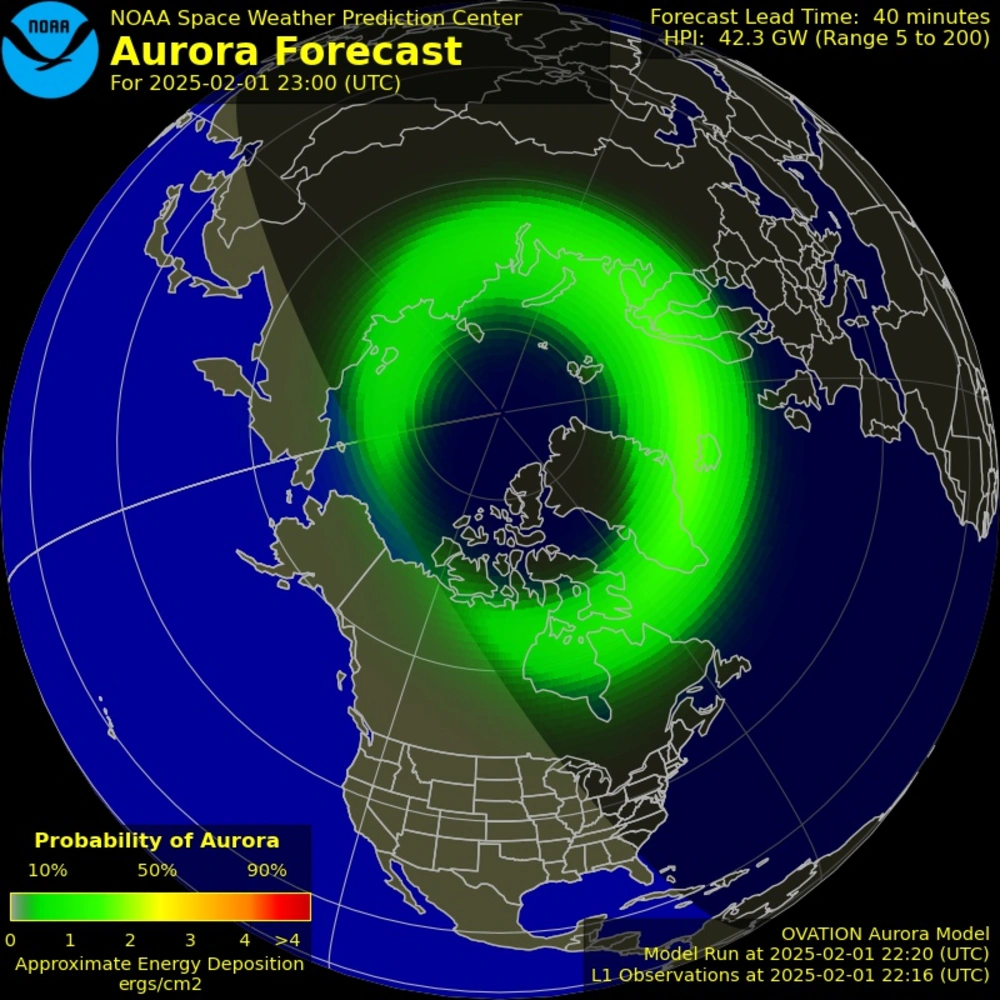 NOAA
NOAA Space Weather Prediction Center
Aurora Forecast
For 2025-02-01 23:00 (UTC)
Forecast Lead Time: 40 minutes
HPI: 42.3 GW (Range 5 to 200)
Probability of Aurora
10% 50% 90%
0 1 2 3 4 >4
Approximate Energy Deposition
ergs/cm2
OVATION Aurora Model
Model Run at 2025-02-01 22:20 (UTC)
L1 Observations at 2025-02-01 22:16 (UTC)